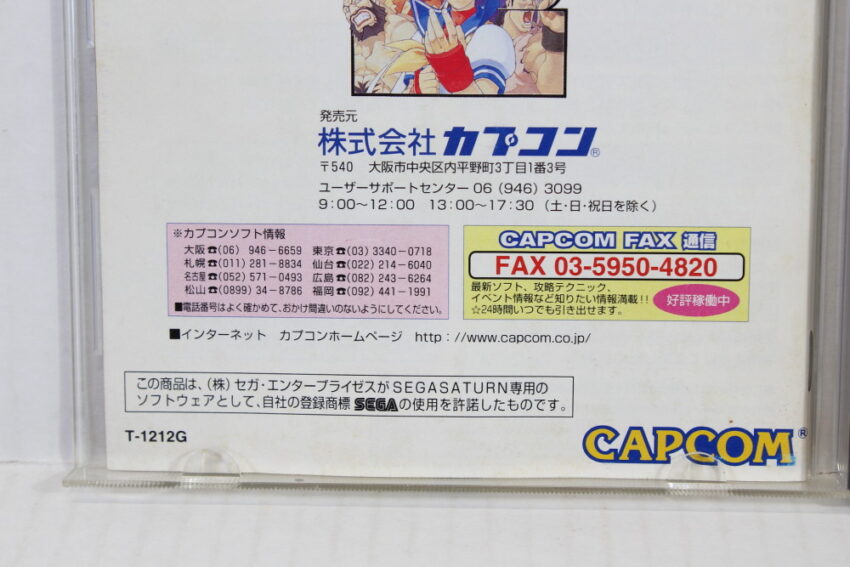 発売元
株式会社 カプコン®
〒540 大阪市中央区内平野町3丁目1番3号
ユーザーサポートセンター 06 (946) 3099
9:00〜12:00 13:00〜17:30 (土・日・祝日を除く)
※カプコンソフト情報
大阪☎(06) 946-6659 東京☎(03) 3340-0718
札幌☎(011) 281-8834 仙台☎(022) 214-6040
名古屋☎(052) 571-0493 広島☎(082) 243-6264
松山☎(0899) 34-8786 福岡☎(092) 441-1991
■電話番号はよく確かめて、おかけ間違いのないようにしてください。
CAPCOM FAX 通信
FAX 03-5950-4820
最新ソフト、攻略テクニック、
イベント情報など知りたい情報満載!!
☆24時間いつでも引き出せます。
好評稼働中
■インターネット カプコンホームページ http://www.capcom.co.jp/
この商品は、(株)セガ・エンタープライゼスがSEGASATURN専用の
ソフトウェアとして、自社の登録商標 SEGA の使用を許諾したものです。
T-1212G
CAPCOM®